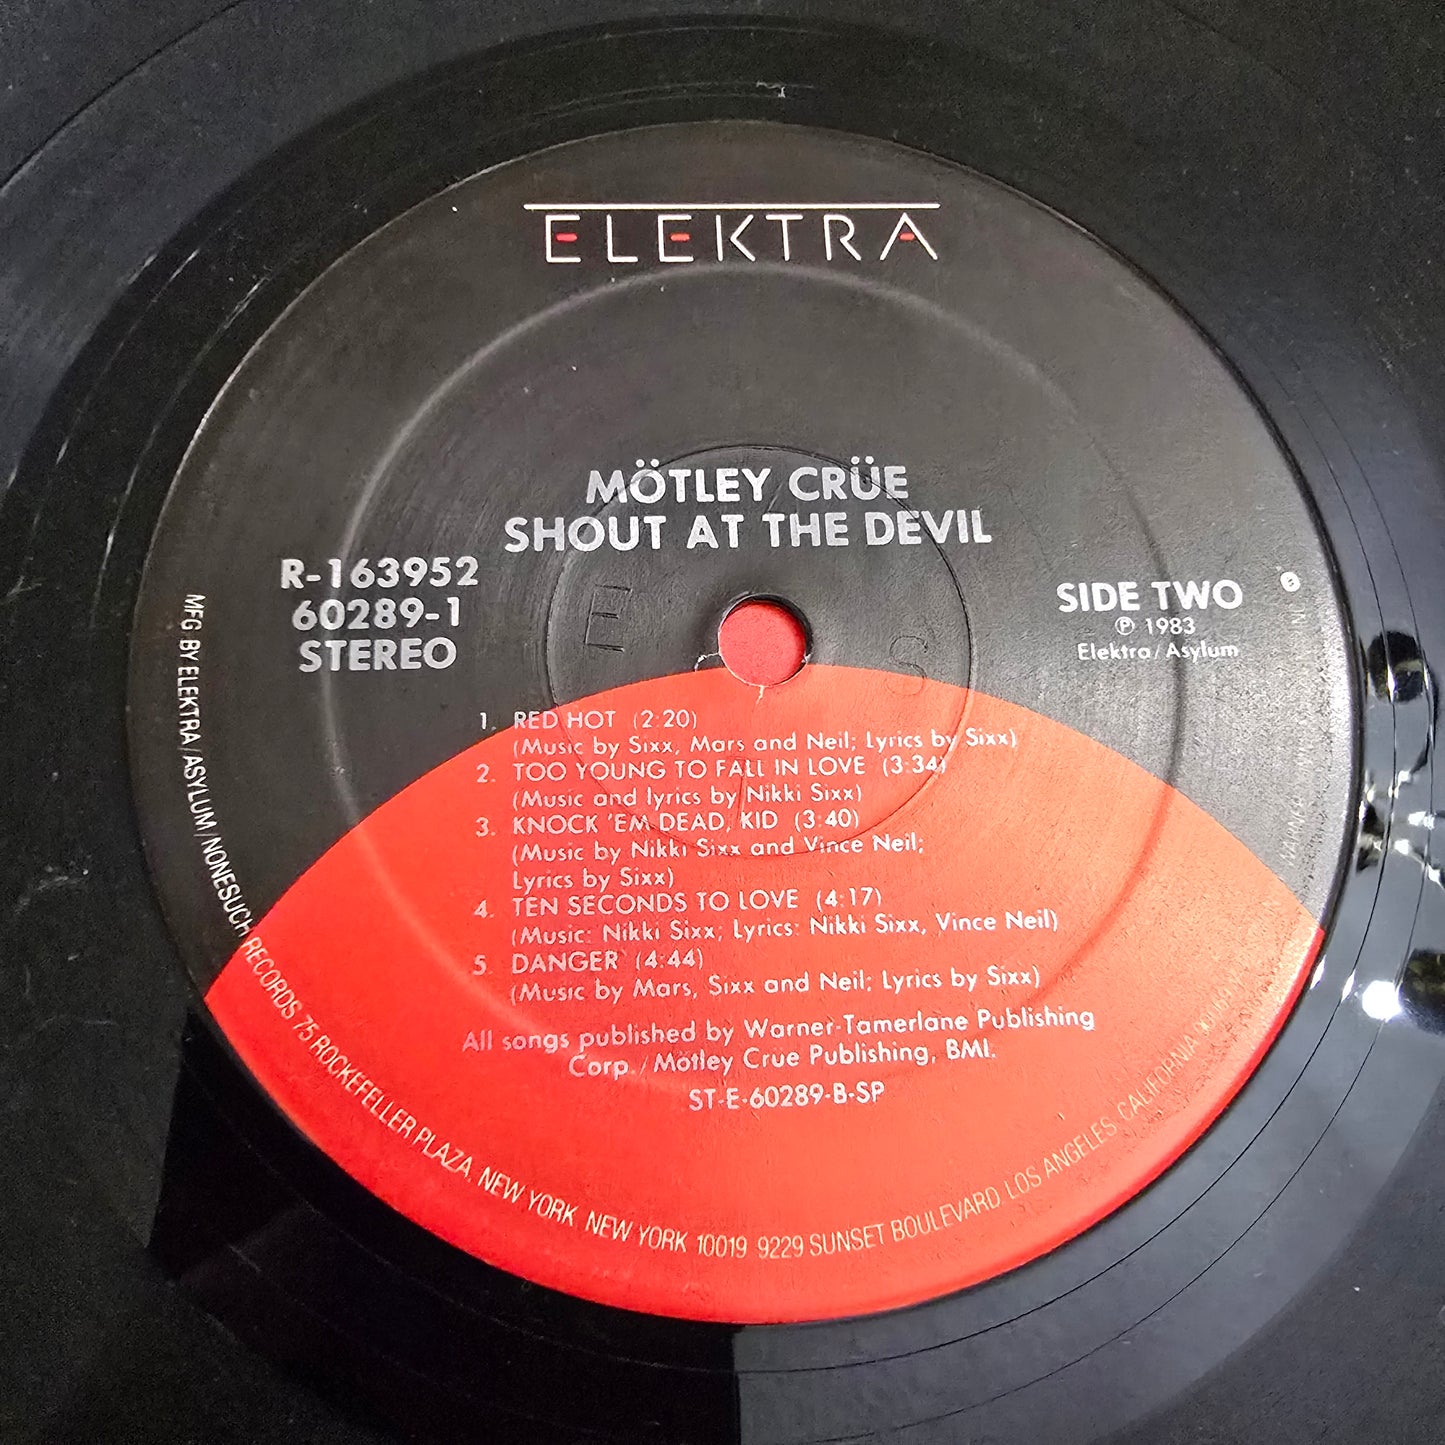 ELEKTRA
MÖTLEY CRÜE
SHOUT AT THE DEVIL
R-163952
60289-1
STEREO
SIDE TWO
Ⓟ 1983
Elektra/Asylum
1. RED HOT (2:20)
(Music by Sixx, Mars and Neil; Lyrics by Sixx)
2. TOO YOUNG TO FALL IN LOVE (3:34)
(Music and lyrics by Nikki Sixx)
3. KNOCK 'EM DEAD, KID (3:40)
(Music by Nikki Sixx and Vince Neil;
Lyrics by Sixx)
4. TEN SECONDS TO LOVE (4:17)
(Music: Nikki Sixx; Lyrics: Nikki Sixx, Vince Neil)
5. DANGER (4:44)
(Music by Mars, Sixx and Neil; Lyrics by Sixx)
All songs published by Warner-Tamerlane Publishing
Corp./Mötley Crue Publishing, BMI.
ST-E-60289-B-SP
MFG. BY ELEKTRA/ASYLUM/NONESUCH RECORDS 75 ROCKEFELLER PLAZA, NEW YORK, NEW YORK 10019 9229 SUNSET BOULEVARD, LOS ANGELES, CALIFORNIA
E S